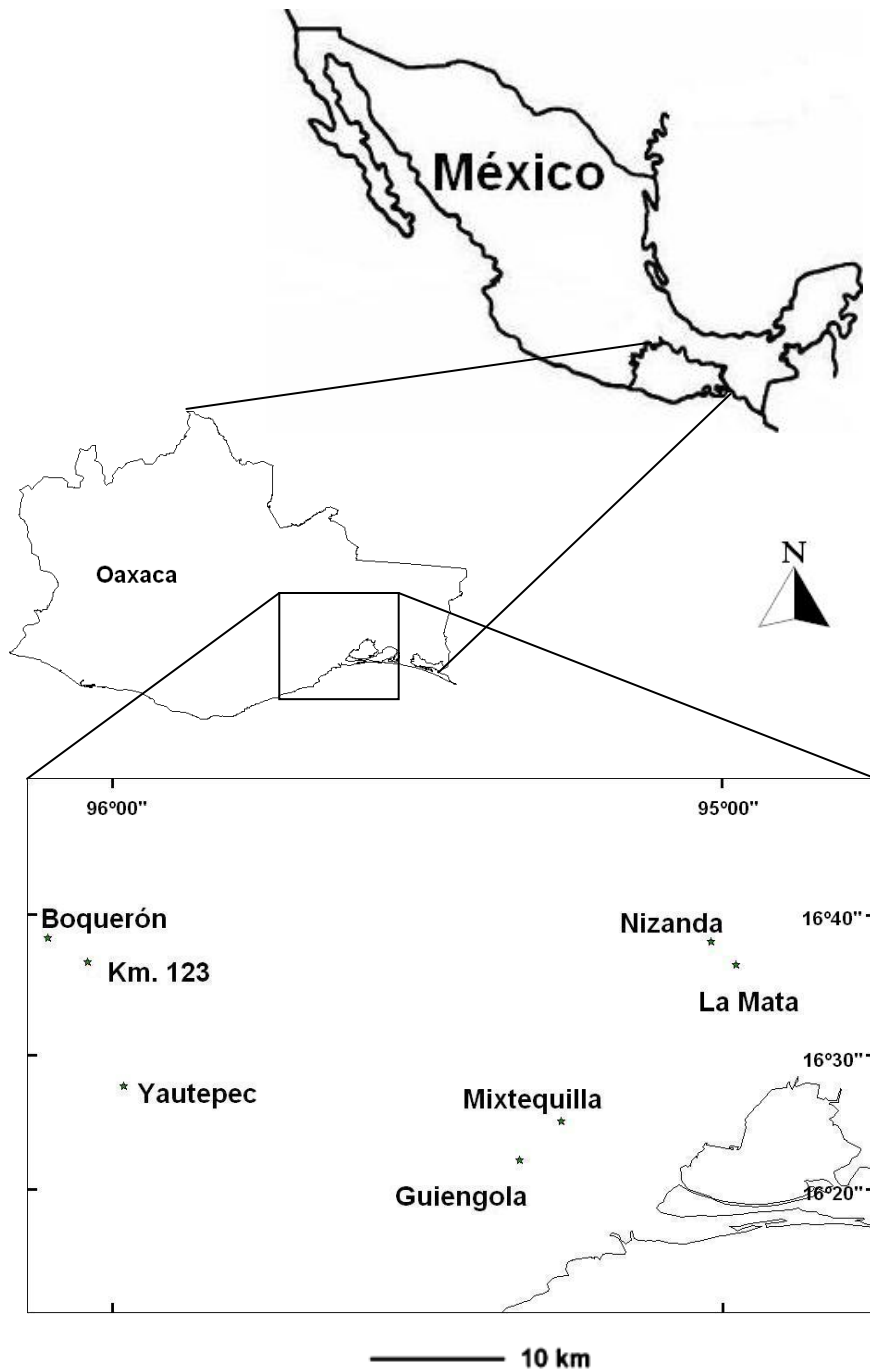 México
N
Oaxaca
96º00"
95º00"
Boquerón
Nizanda
16º40"
Km. 123
La Mata
16º30"
Yautepec
Mixtequilla
Guiengola
16º20"
10 km